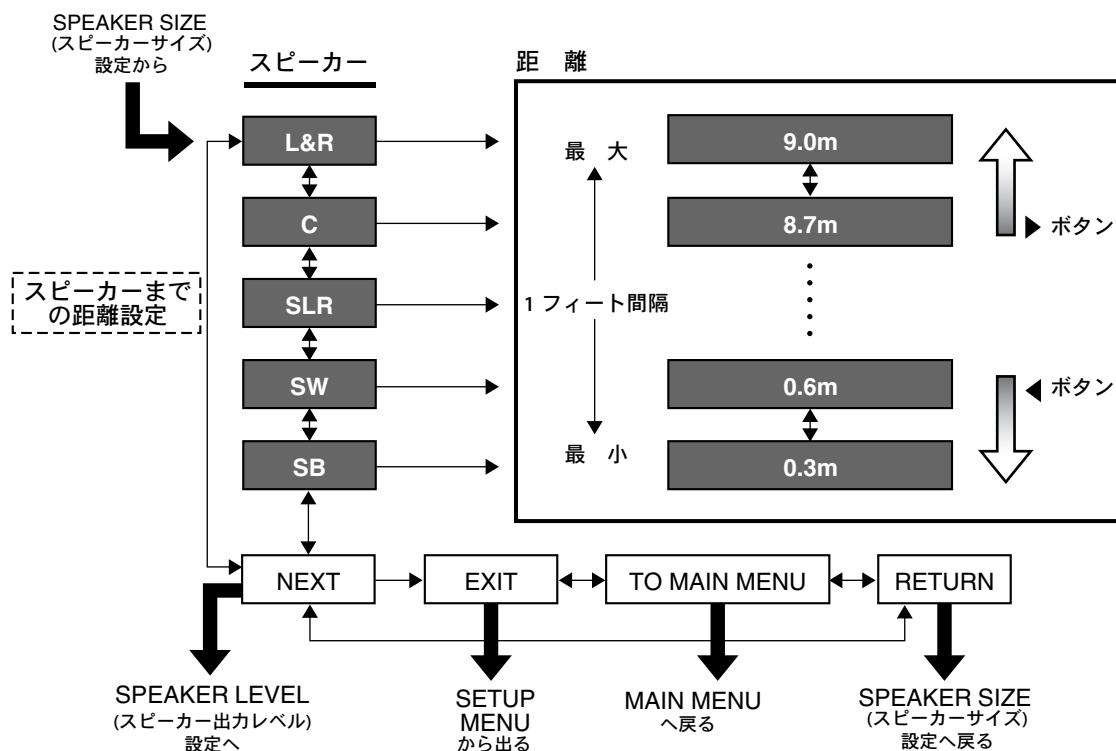 SPEAKER SIZE
(スピーカーサイズ)
設定から
スピーカー
距 離
L&R
C
SLR
SW
SB
スピーカーまで
の距離設定
最 大
1 フィート間隔
最 小
9.0m
8.7m
0.6m
0.3m
ボタン
ボタン
NEXT
EXIT
TO MAIN MENU
RETURN
SPEAKER LEVEL
(スピーカー出力レベル)
設定へ
SETUP
MENU
から出る
MAIN MENU
へ戻る
SPEAKER SIZE
(スピーカーサイズ)
設定へ戻る